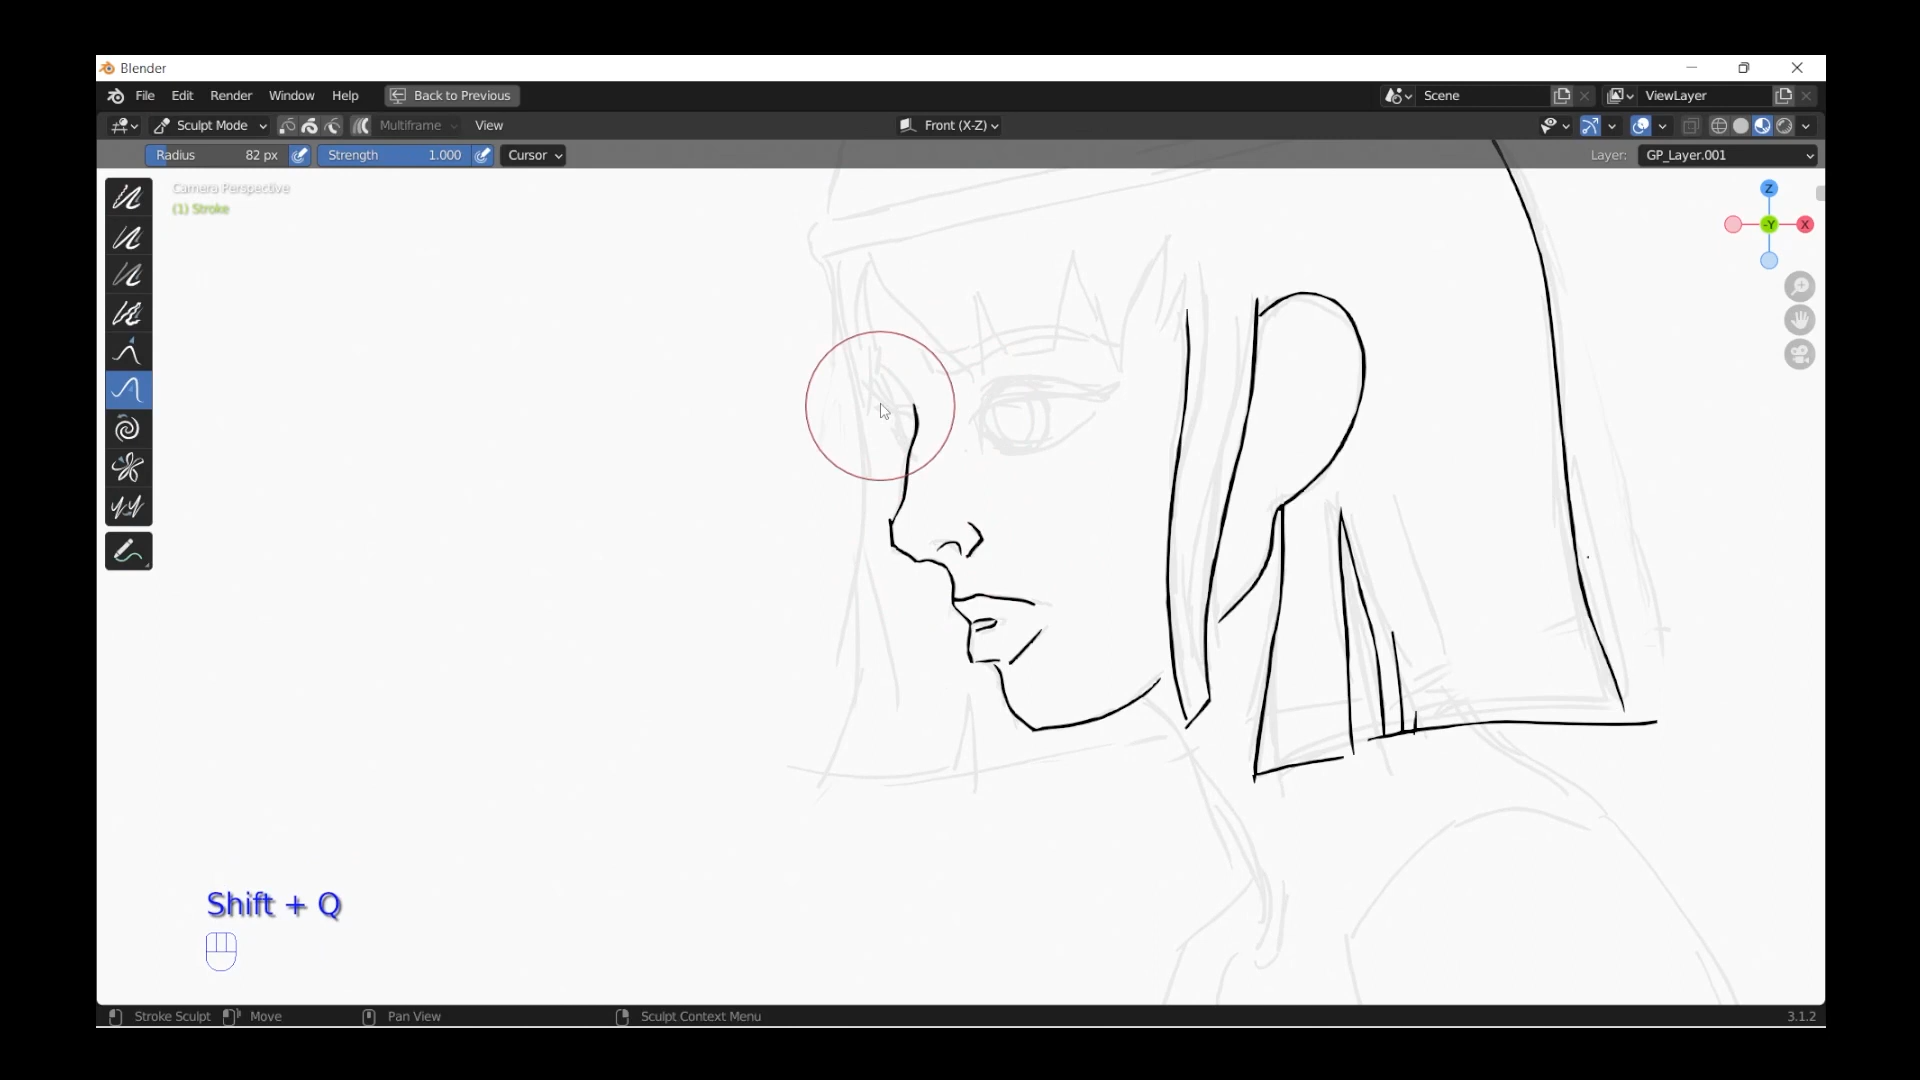 Blender
File Edit Render Window Help Back to Previous Scene ViewLayer
Sculpt Mode Multiframe View Front (X-Z)
Radius 82 px Strength 1.000 Cursor Layer: GP_Layer.001
Camera Perspective
(1) Stroke
Z
-Y X
Shift + Q
Stroke Sculpt Move Pan View Sculpt Context Menu 3.1.2